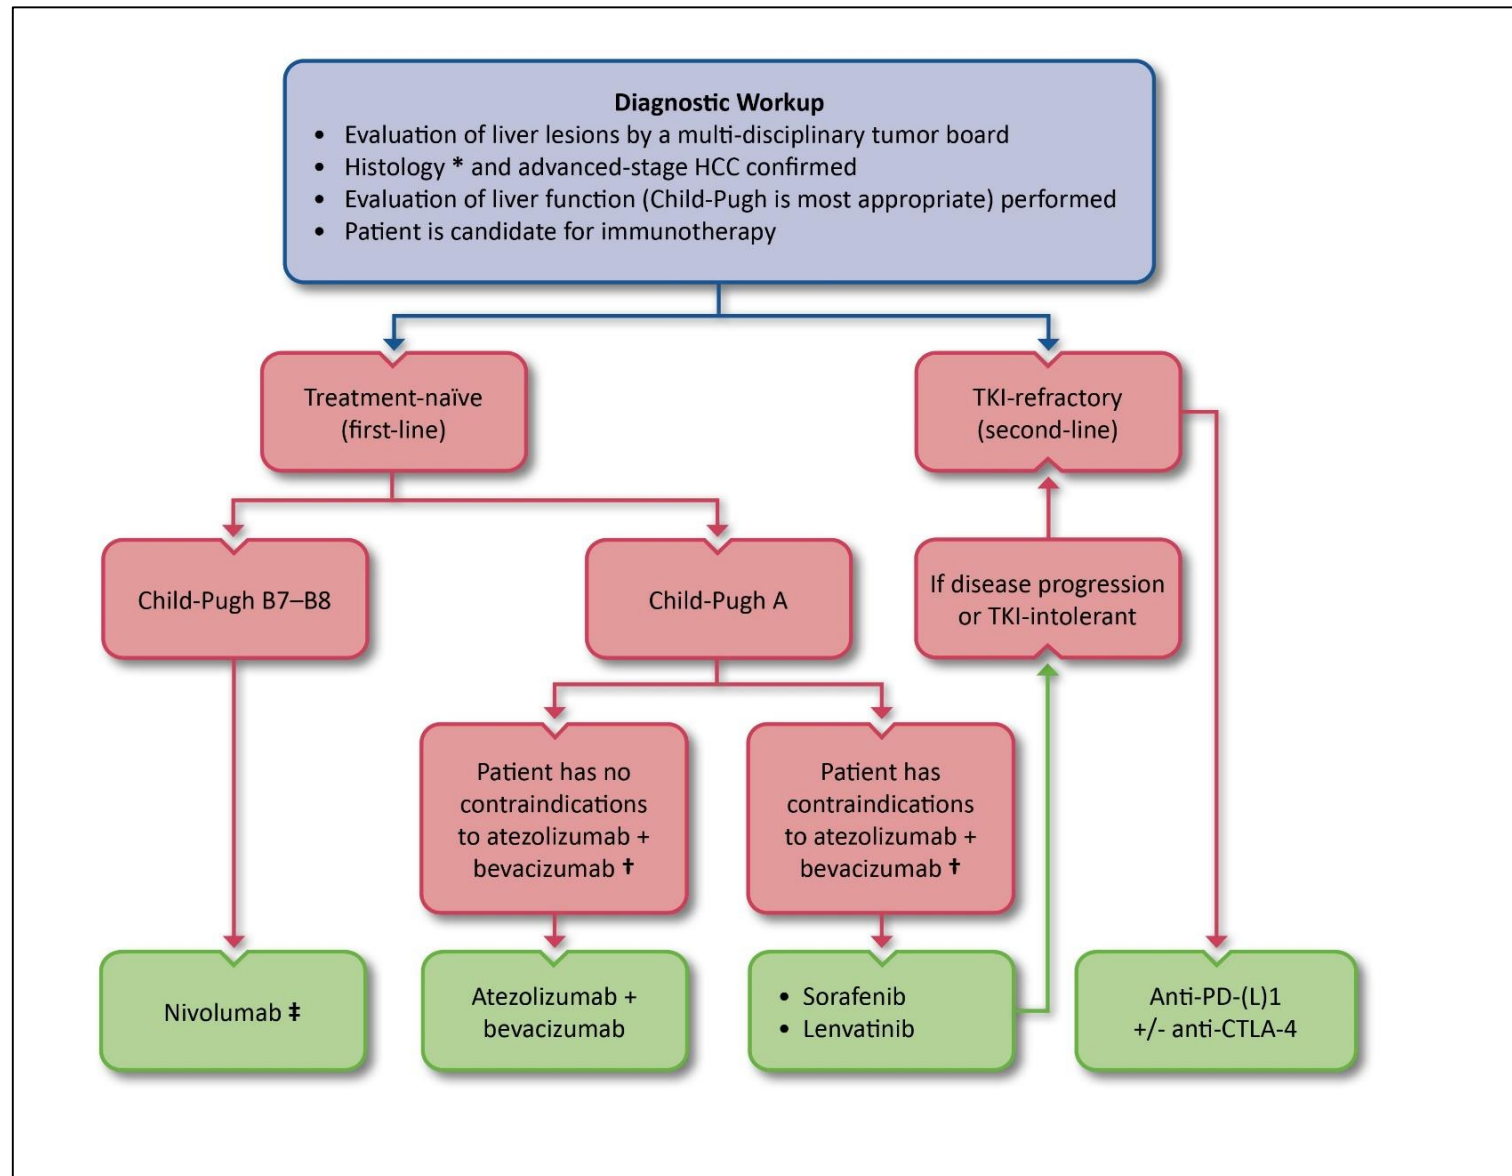 Diagnostic Workup
• Evaluation of liver lesions by a multi-disciplinary tumor board
• Histology * and advanced-stage HCC confirmed
• Evaluation of liver function (Child-Pugh is most appropriate) performed
• Patient is candidate for immunotherapy
Treatment-naïve
(first-line)
TKI-refractory
(second-line)
Child-Pugh B7–B8
Child-Pugh A
If disease progression
or TKI-intolerant
Patient has no
contraindications
to atezolizumab +
bevacizumab †
Patient has
contraindications
to atezolizumab +
bevacizumab †
Nivolumab ‡
Atezolizumab +
bevacizumab
• Sorafenib
• Lenvatinib
Anti-PD-(L)1
+/- anti-CTLA-4